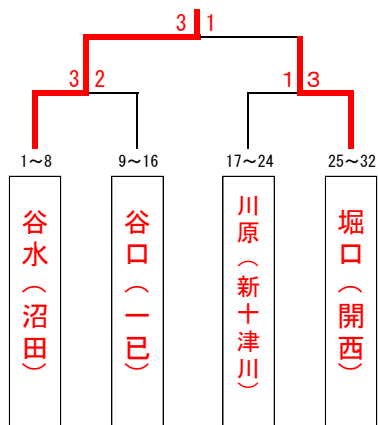 3 1
3 2
1 3
1～8
9～16
17～24
25～32
谷水（沼田）
谷口（一已）
川原（新十津川）
堀口（開西）